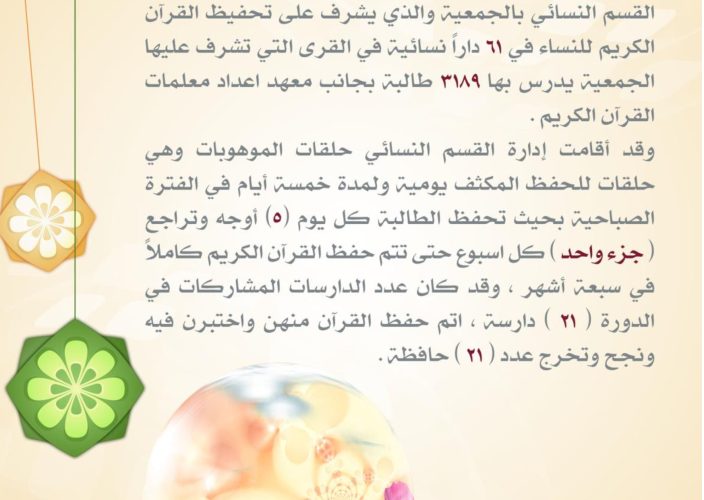 القسم النسائي بالجمعية والذي يشرف على تحفيظ القرآن
الكريم للنساء في ٦١ داراً نسائية في القرى التي تشرف عليها
الجمعية يدرس بها ٣١٨٩ طالبة بجانب معهد اعداد معلمات
القرآن الكريم .
وقد أقامت إدارة القسم النسائي حلقات الموهوبات وهي
حلقات للحفظ المكثف يومية ولمدة خمسة أيام في الفترة
الصباحية بحيث تحفظ الطالبة كل يوم (٥) أوجه وتراجع
( جزء واحد ) كل اسبوع حتى تتم حفظ القرآن الكريم كاملاً
في سبعة أشهر ، وقد كان عدد الدارسات المشاركات في
الدورة ( ٢١ ) دارسة ، اتم حفظ القرآن منهن واختبرن فيه
ونجح وتخرج عدد ( ٢١ ) حافظة .